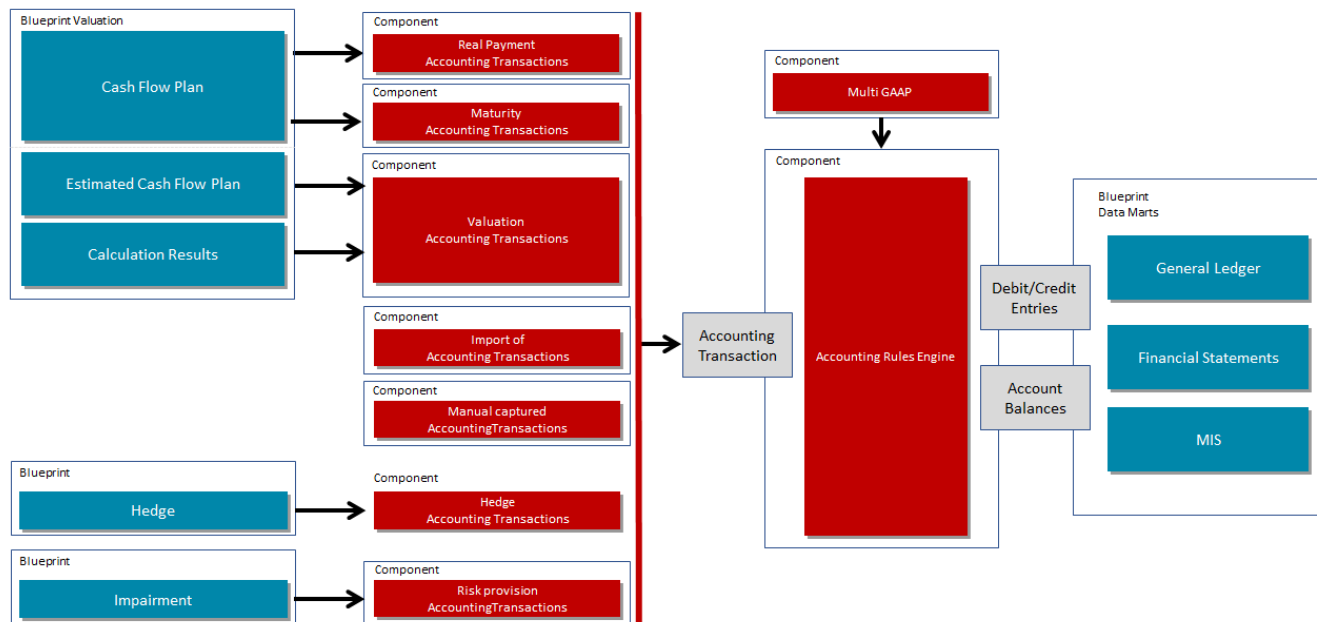 Blueprint Valuation
Cash Flow Plan
Estimated Cash Flow Plan
Calculation Results
Component
Real Payment
Accounting Transactions
Component
Maturity
Accounting Transactions
Component
Valuation
Accounting Transactions
Component
Import of
Accounting Transactions
Component
Manual captured
AccountingTransactions
Blueprint
Hedge
Component
Hedge
Accounting Transactions
Blueprint
Impairment
Component
Risk provision
AccountingTransactions
Accounting
Transaction
Component
Multi GAAP
Component
Accounting Rules Engine
Debit/Credit
Entries
Account
Balances
Blueprint
Data Marts
General Ledger
Financial Statements
MIS